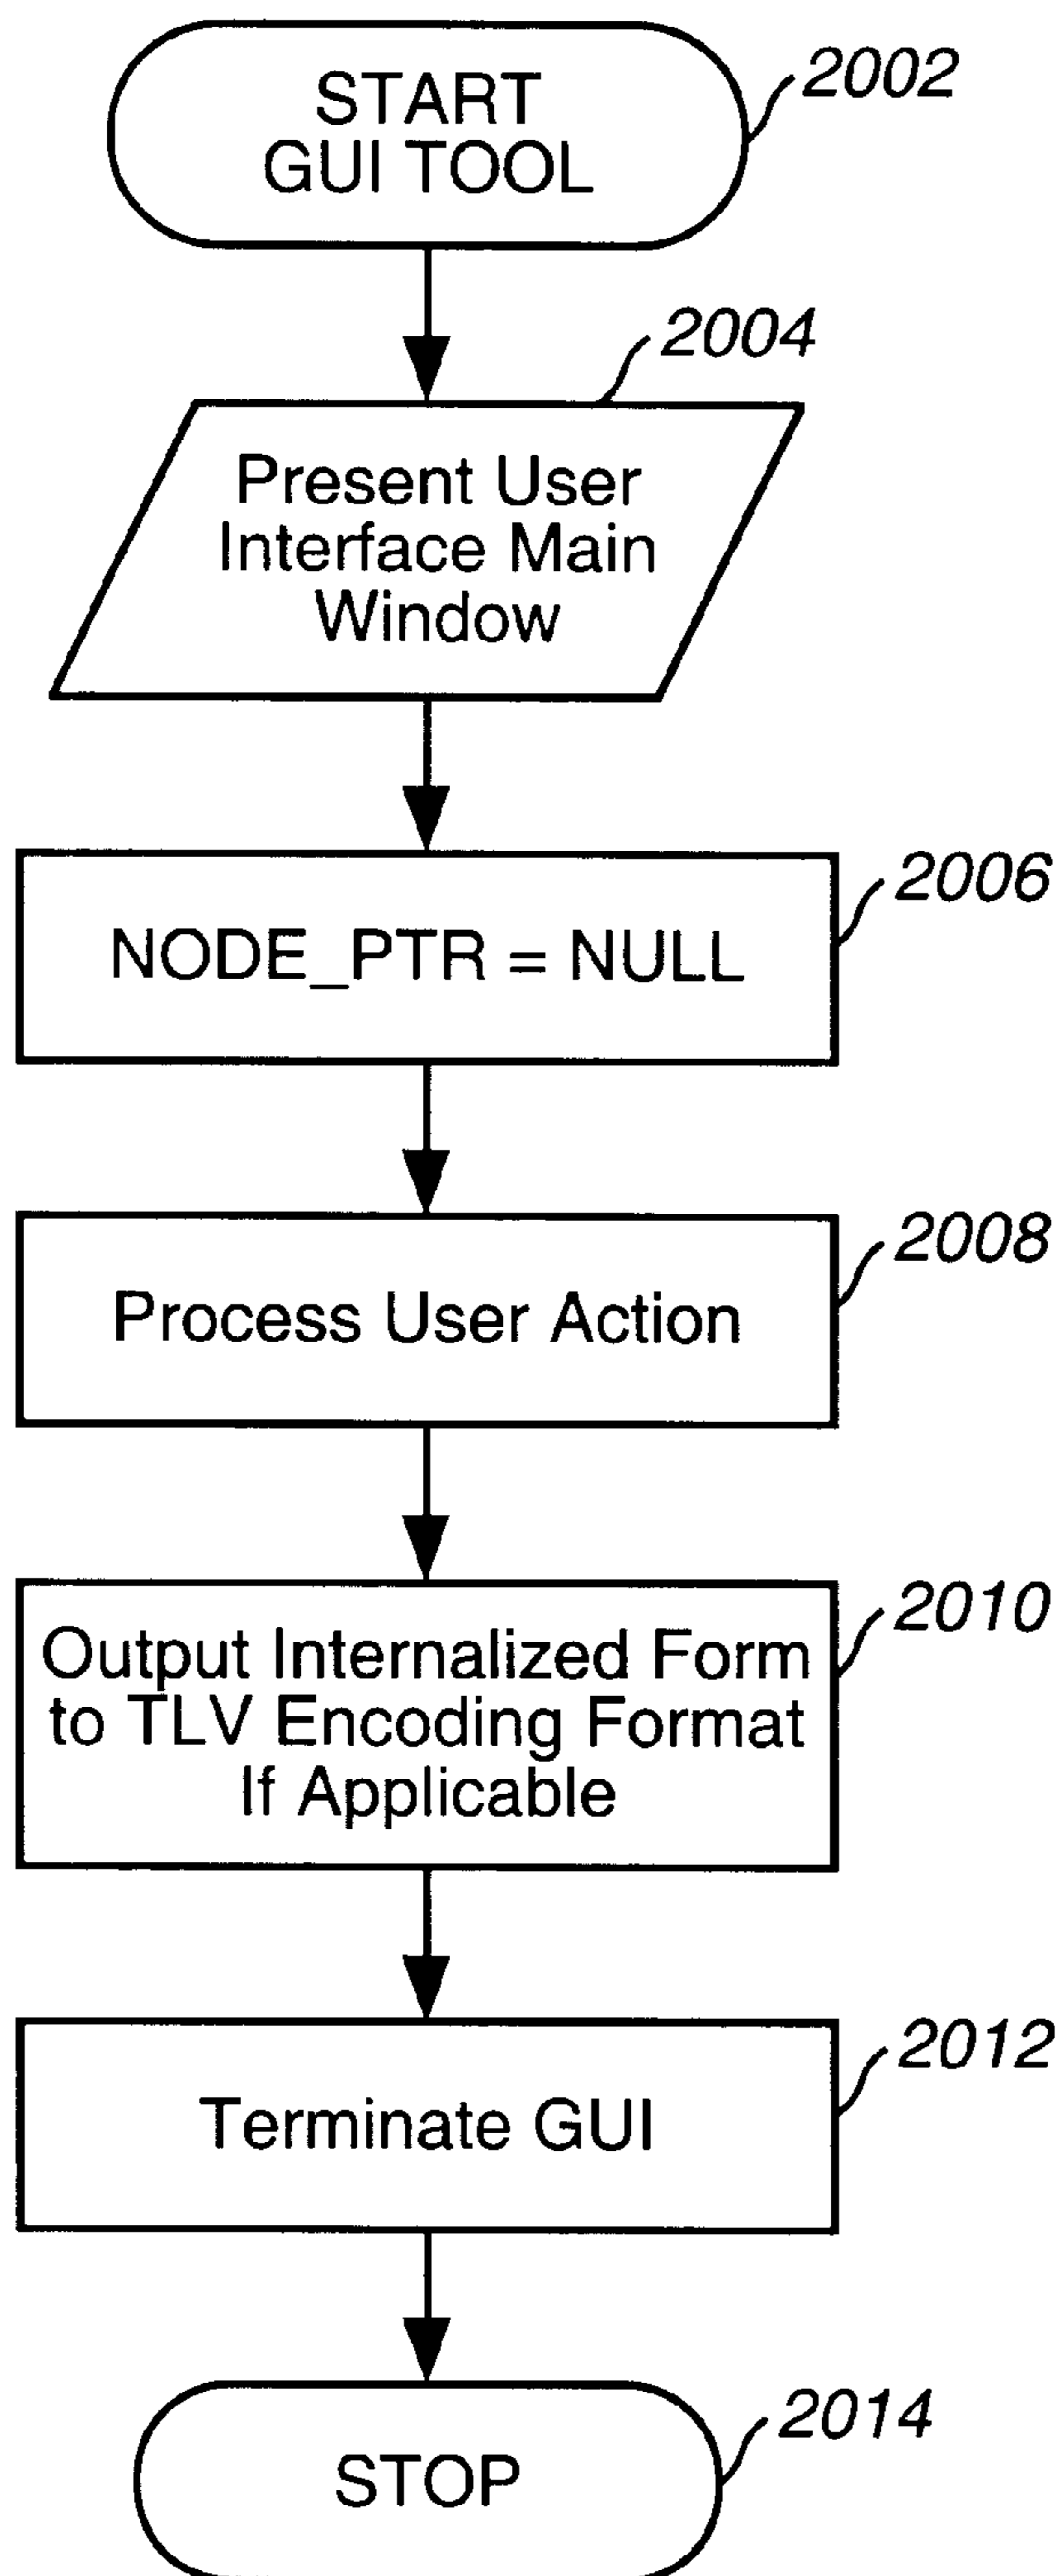 START
GUI TOOL
2002
2004
Present User
Interface Main
Window
2006
NODE_PTR = NULL
2008
Process User Action
2010
Output Internalized Form
to TLV Encoding Format
If Applicable
2012
Terminate GUI
2014
STOP